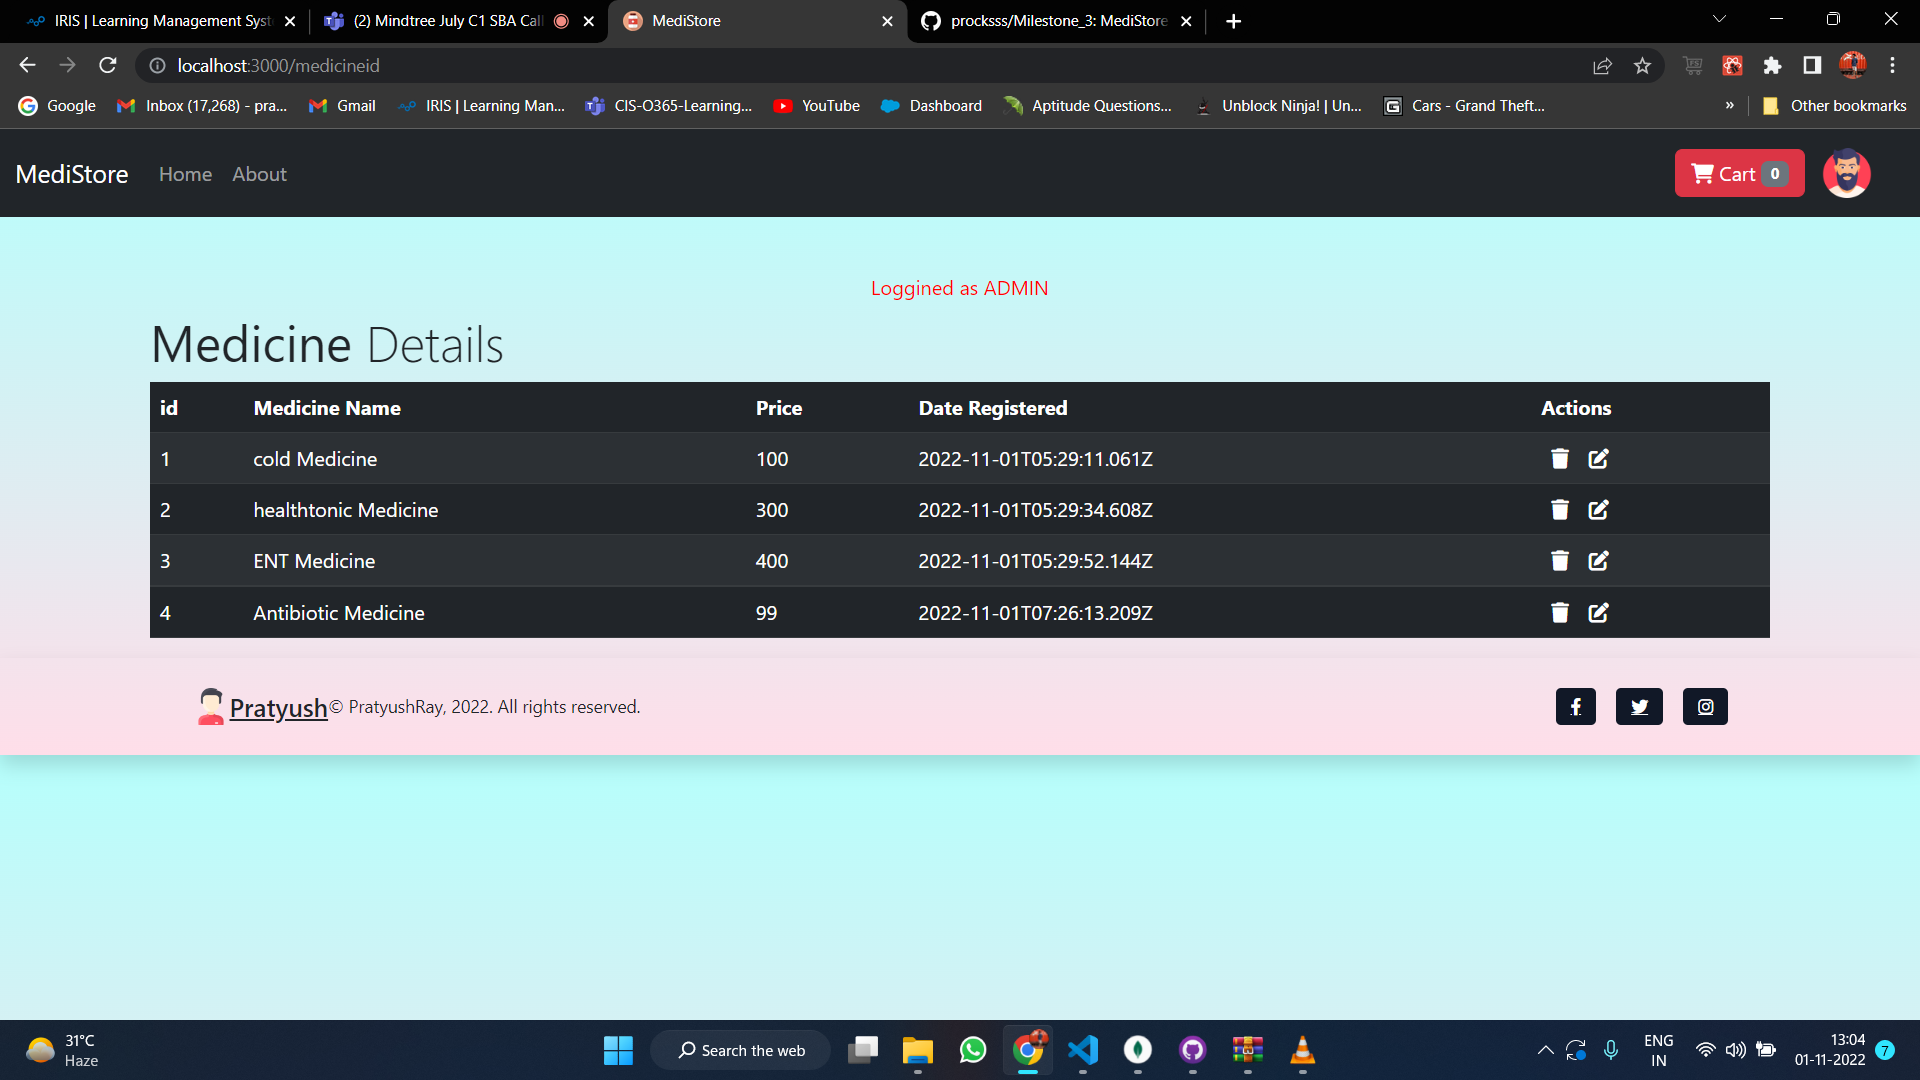 IRIS | Learning Management Syst
(2) Mindtree July C1 SBA Call
MediStore
procksss/Milestone_3: MediStore
localhost:3000/medicineid
Google
Inbox (17,268) - pra...
Gmail
IRIS | Learning Man...
CIS-O365-Learning...
YouTube
Dashboard
Aptitude Questions...
Unblock Ninja! | Un...
Cars - Grand Theft...
»
Other bookmarks
MediStore
Home
About
Cart 0
Loggined as ADMIN
Medicine Details
id Medicine Name Price Date Registered Actions
1 cold Medicine 100 2022-11-01T05:29:11.061Z
2 healthtonic Medicine 300 2022-11-01T05:29:34.608Z
3 ENT Medicine 400 2022-11-01T05:29:52.144Z
4 Antibiotic Medicine 99 2022-11-01T07:26:13.209Z
Pratyush© PratyushRay, 2022. All rights reserved.
31°C
Haze
Search the web
ENG
IN
13:04
01-11-2022
7